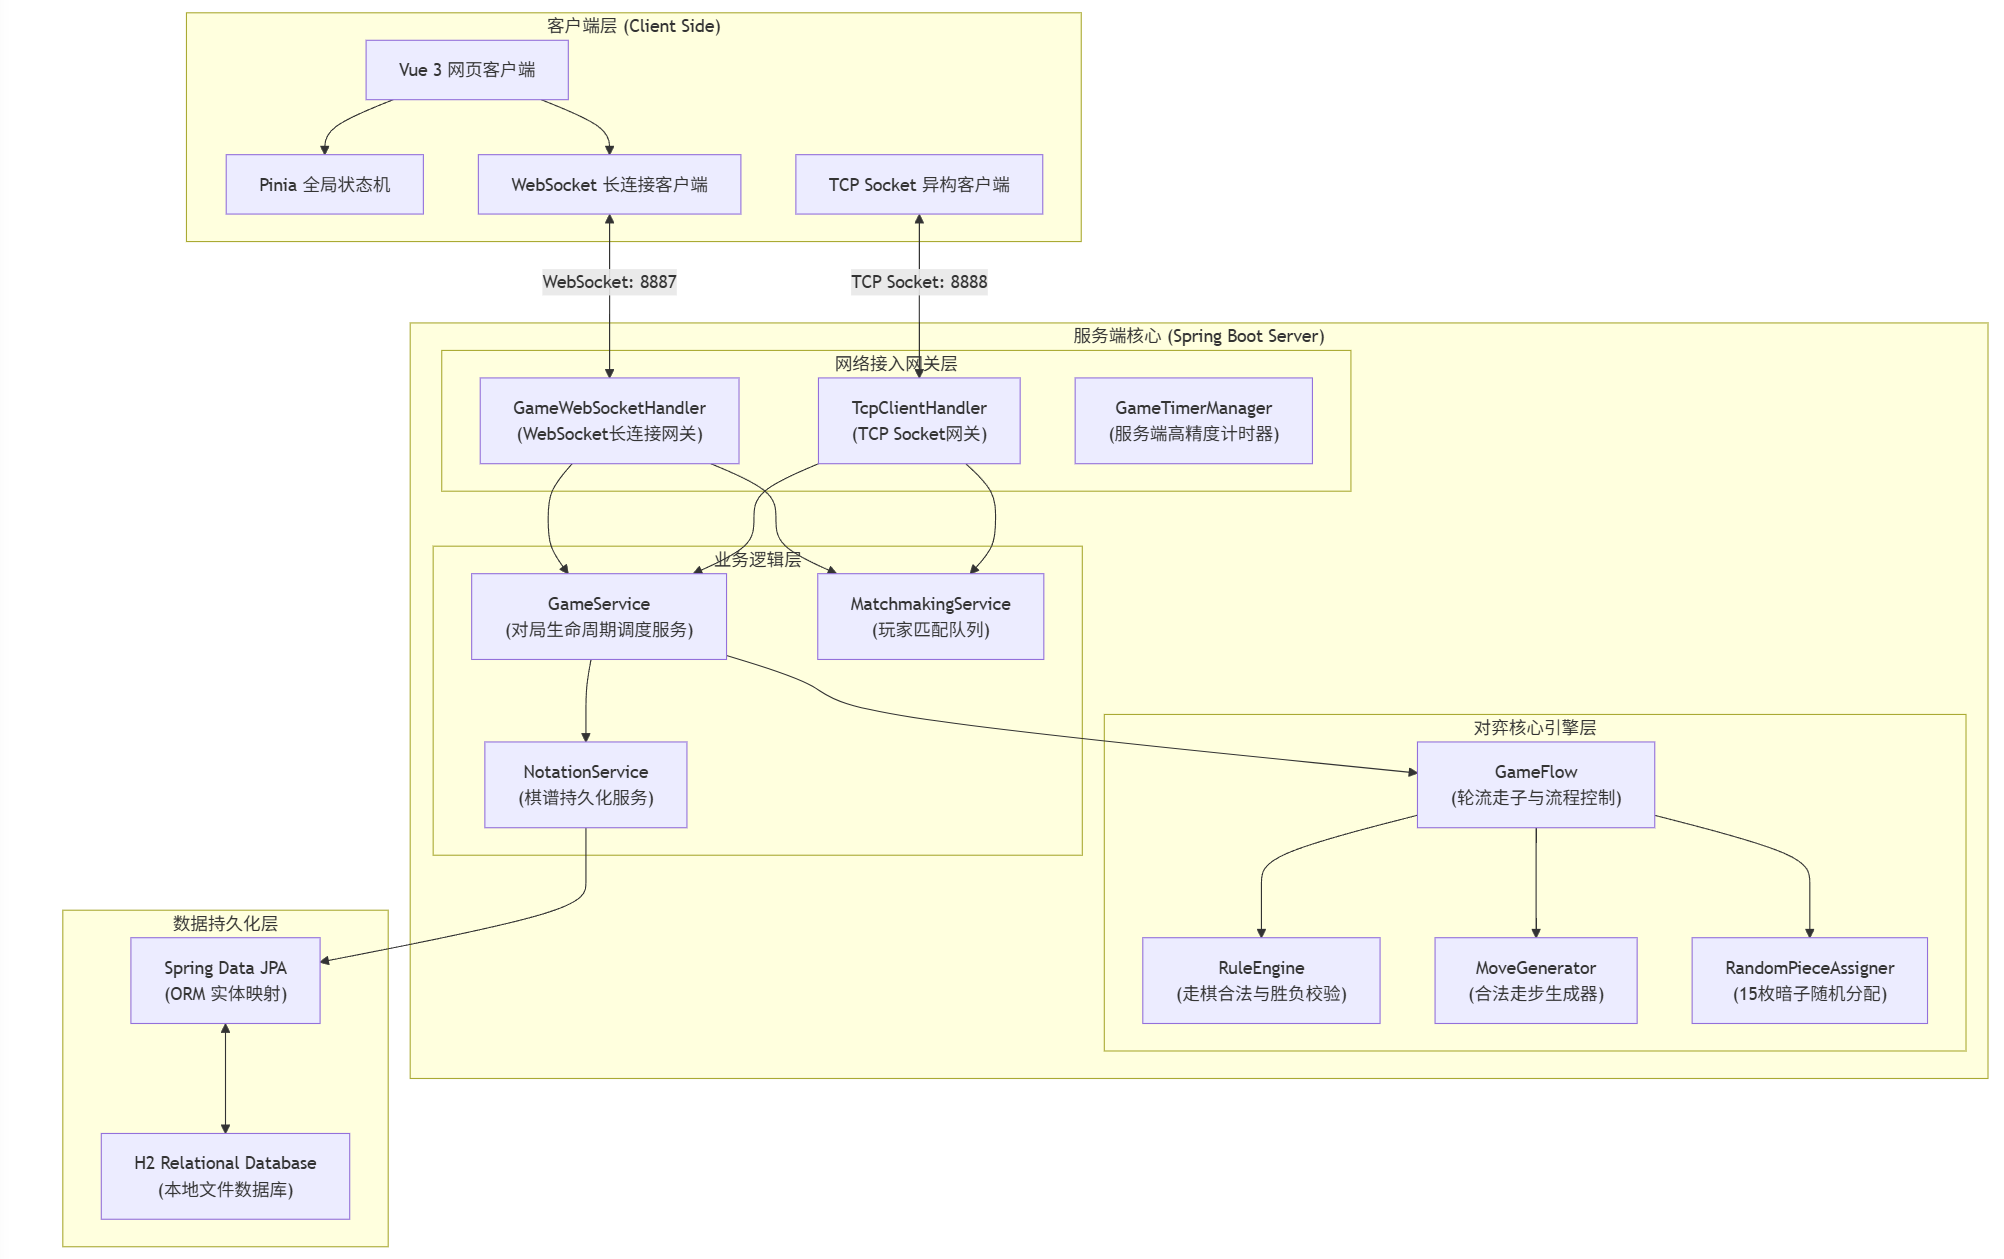 客户端层 (Client Side)
Vue 3 网页客户端
Pinia 全局状态机
WebSocket 长连接客户端
TCP Socket 异构客户端
WebSocket: 8887
TCP Socket: 8888
服务端核心 (Spring Boot Server)
网络接入网关层
GameWebSocketHandler
(WebSocket长连接网关)
TcpClientHandler
(TCP Socket网关)
GameTimerManager
(服务端高精度计时器)
业务逻辑层
GameService
(对局生命周期调度服务)
MatchmakingService
(玩家匹配队列)
NotationService
(棋谱持久化服务)
对弈核心引擎层
GameFlow
(轮流走子与流程控制)
RuleEngine
(走棋合法与胜负校验)
MoveGenerator
(合法走步生成器)
RandomPieceAssigner
(15枚暗子随机分配)
数据持久化层
Spring Data JPA
(ORM 实体映射)
H2 Relational Database
(本地文件数据库)